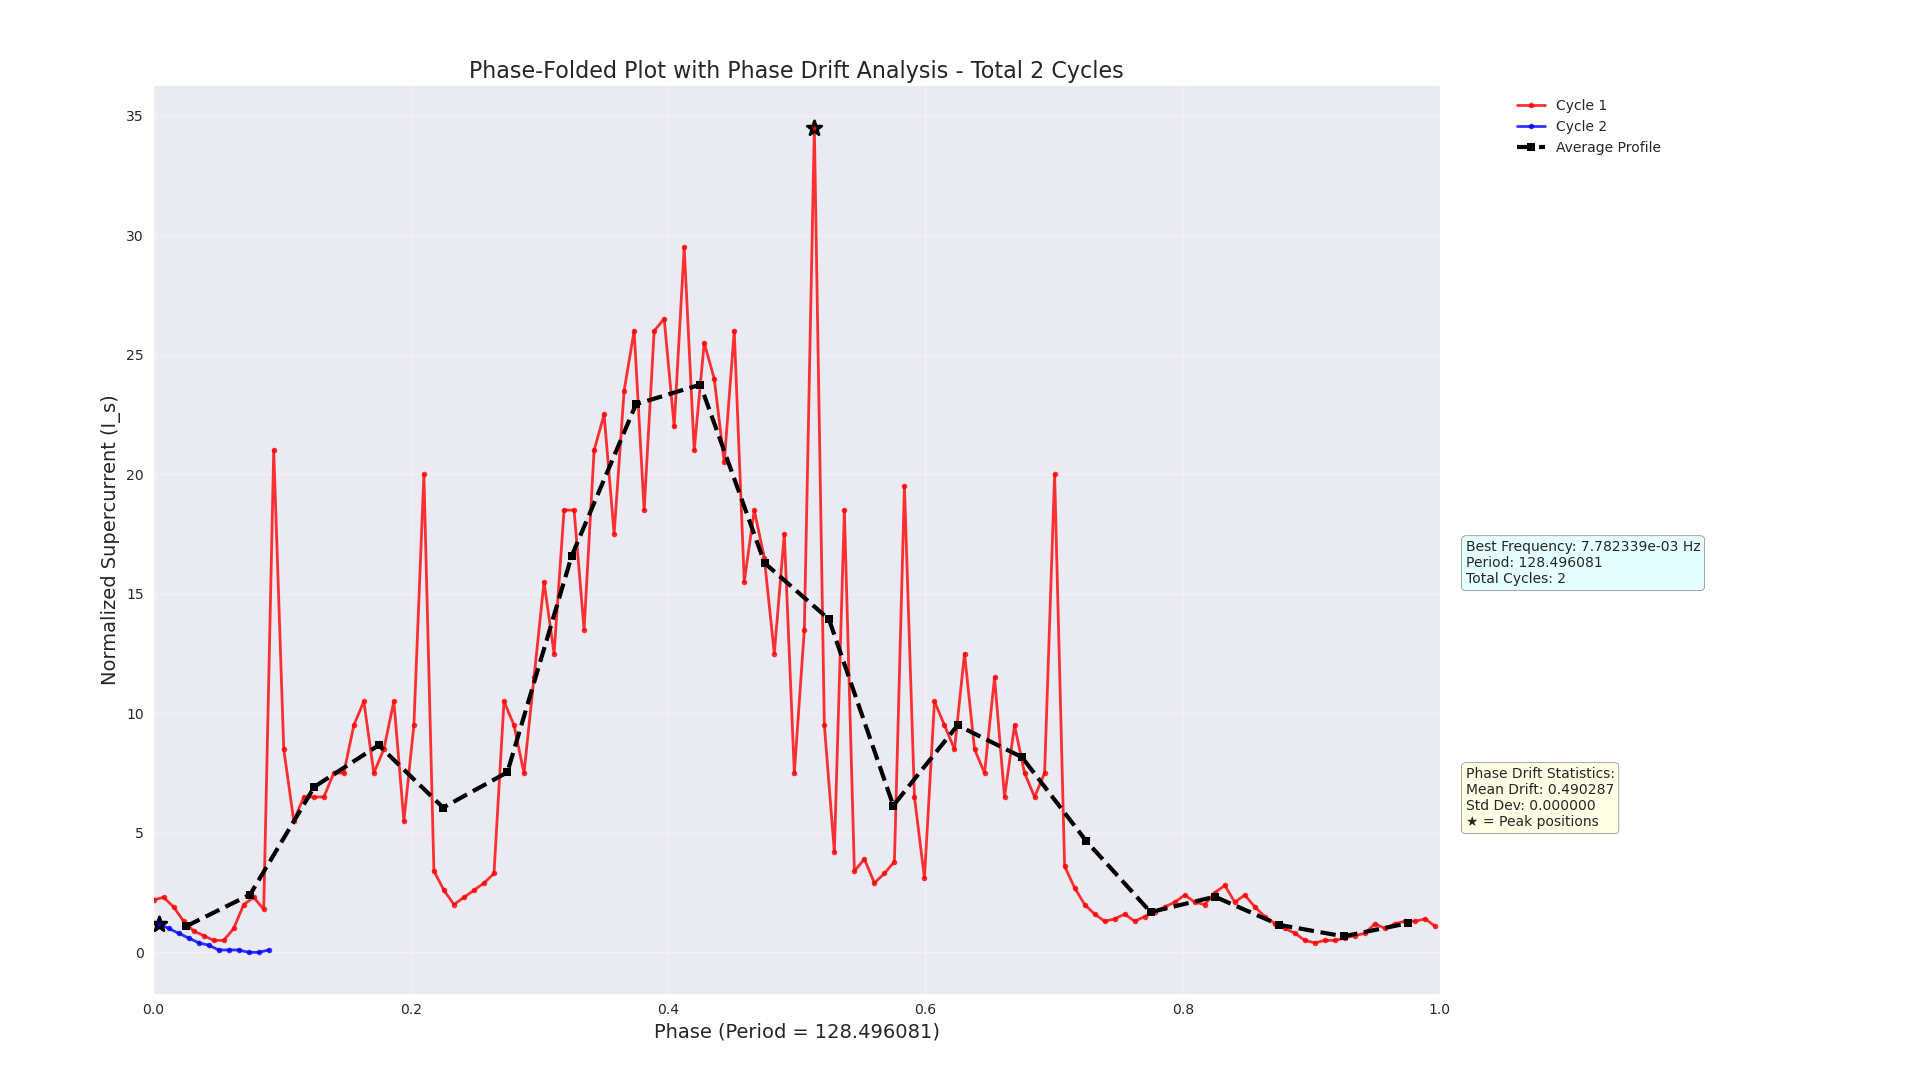 Phase-Folded Plot with Phase Drift Analysis - Total 2 Cycles
Cycle 1
Cycle 2
Average Profile
Normalized Supercurrent (I_s)
35
30
25
20
15
10
5
0
0.0
0.2
0.4
0.6
0.8
1.0
Phase (Period = 128.496081)
Best Frequency: 7.782339e-03 Hz
Period: 128.496081
Total Cycles: 2
Phase Drift Statistics:
Mean Drift: 0.490287
Std Dev: 0.000000
★ = Peak positions